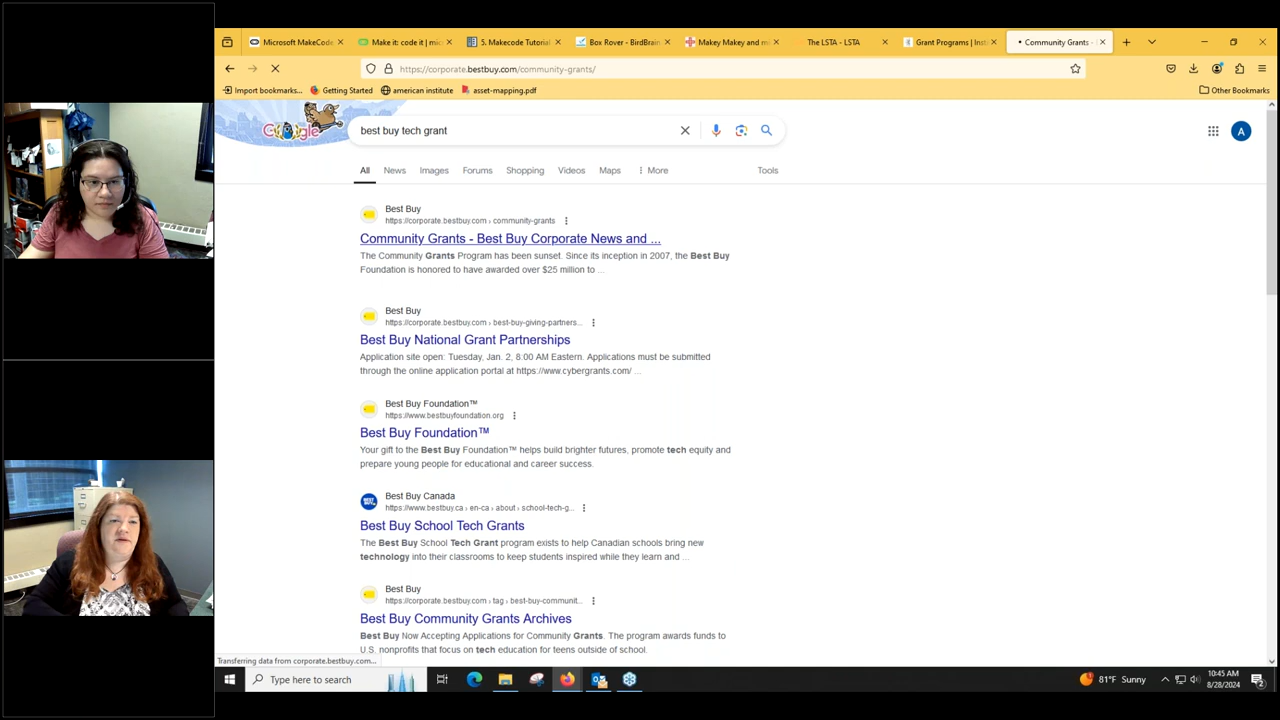 Microsoft MakeCode
Make it: code it | mic
5. Makecode Tutorial
Box Rover - BirdBrain
Makey Makey and mi
The LSTA - LSTA
Grant Programs | Inst
Community Grants -
https://corporate.bestbuy.com/community-grants/
Import bookmarks...
Getting Started
american institute
asset-mapping.pdf
Other Bookmarks
Google
best buy tech grant
A
All
News
Images
Forums
Shopping
Videos
Maps
More
Tools
Best Buy
https://corporate.bestbuy.com › community-grants
Community Grants - Best Buy Corporate News and ...
The Community Grants Program has been sunset. Since its inception in 2007, the Best Buy
Foundation is honored to have awarded over $25 million to ...
Best Buy
https://corporate.bestbuy.com › best-buy-giving-partners...
Best Buy National Grant Partnerships
Application site open: Tuesday, Jan. 2, 8:00 AM Eastern. Applications must be submitted
through the online application portal at https://www.cybergrants.com/ ...
Best Buy Foundation™
https://www.bestbuyfoundation.org
Best Buy Foundation™
Your gift to the Best Buy Foundation™ helps build brighter futures, promote tech equity and
prepare young people for educational and career success.
Best Buy Canada
https://www.bestbuy.ca › en-ca › about › school-tech-g...
Best Buy School Tech Grants
The Best Buy School Tech Grant program exists to help Canadian schools bring new
technology into their classrooms to keep students inspired while they learn and ...
Best Buy
https://corporate.bestbuy.com › tag › best-buy-communit...
Best Buy Community Grants Archives
Best Buy Now Accepting Applications for Community Grants. The program awards funds to
U.S. nonprofits that focus on tech education for teens outside of school.
Transferring data from corporate.bestbuy.com...
Type here to search
81°F Sunny
10:45 AM
8/28/2024
2